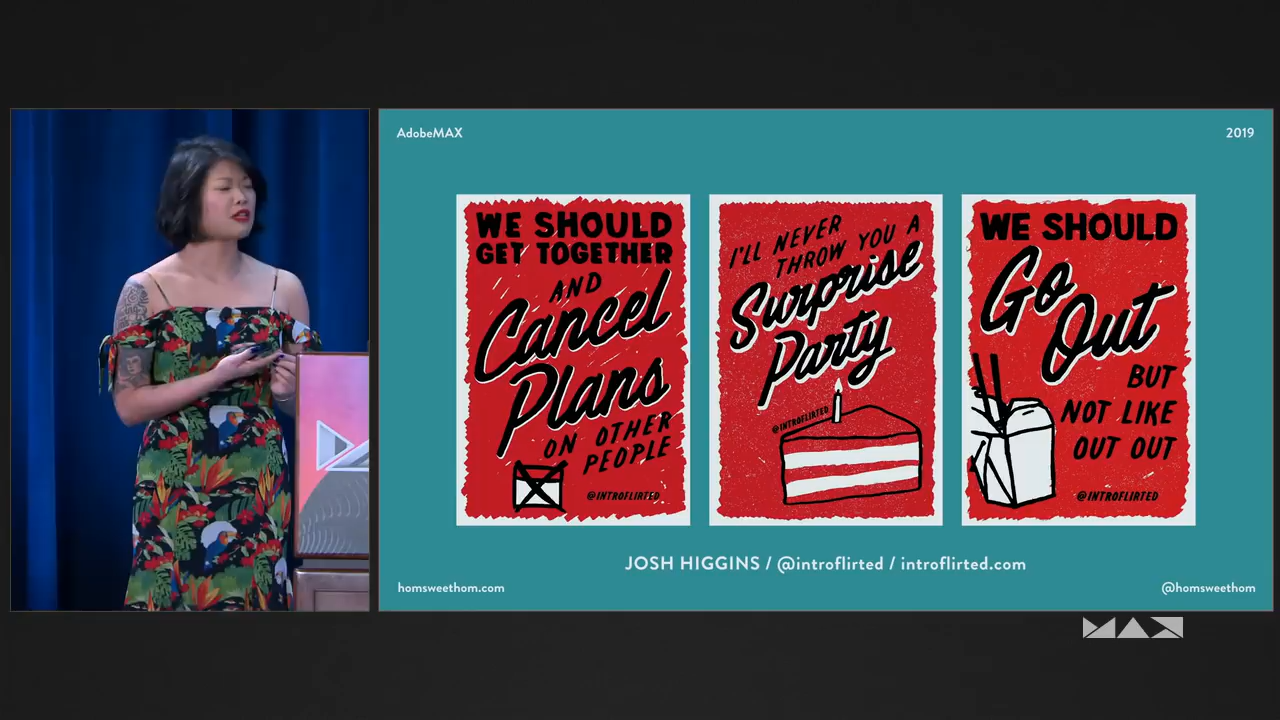 AdobeMAX
2019
WE SHOULD
GET TOGETHER
AND
Cancel
Plans
ON OTHER
PEOPLE
@INTROFLIRTED
I'LL NEVER
THROW YOU A
Surprise
Party
@INTROFLIRTED
WE SHOULD
Go
Out
BUT
NOT LIKE
OUT OUT
@INTROFLIRTED
JOSH HIGGINS / @introflirted / introflirted.com
homsweethom.com
@homsweethom
MAX